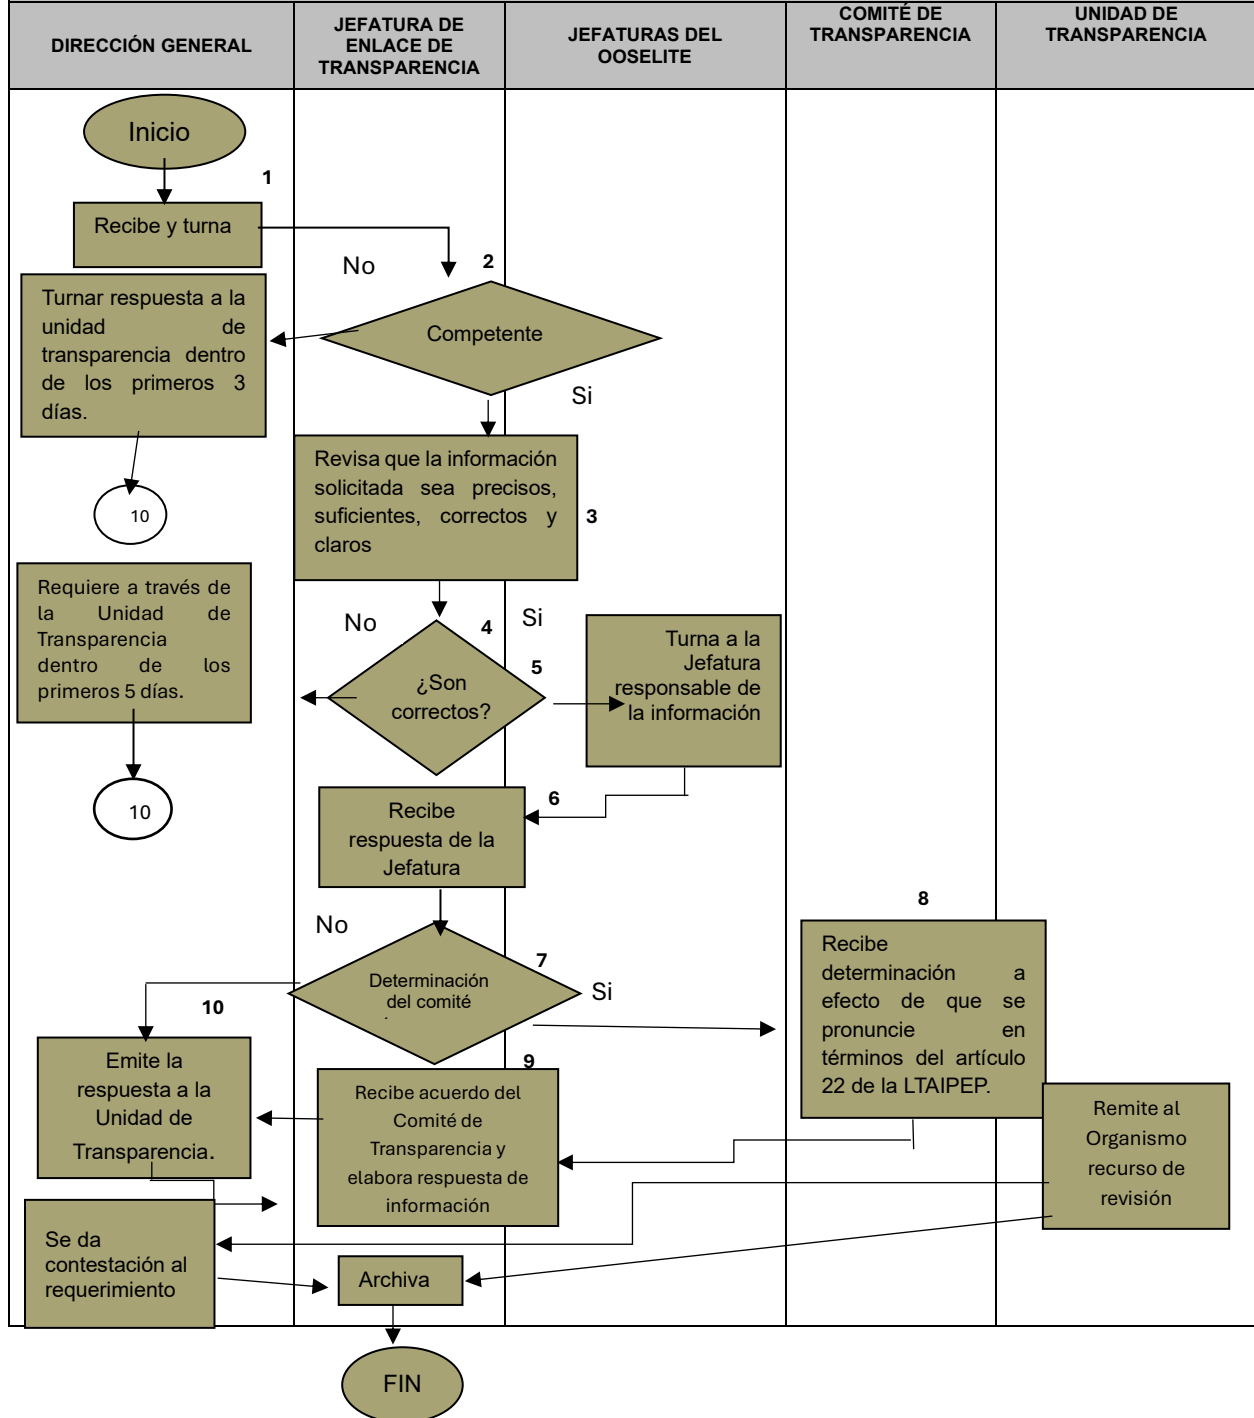 DIRECCIÓN GENERAL
JEFATURA DE
ENLACE DE
TRANSPARENCIA
JEFATURAS DEL
OOSELITE
COMITÉ DE
TRANSPARENCIA
UNIDAD DE
TRANSPARENCIA
Inicio
1
Recibe y turna
No
2
Competente
Turnar respuesta a la
unidad de
transparencia dentro
de los primeros 3
días.
Si
10
Revisa que la información
solicitada sea precisos,
suficientes, correctos y
claros
3
Requiere a través de
la Unidad de
Transparencia
dentro de los
primeros 5 días.
No
4
Si
5
¿Son
correctos?
Turna a la
Jefatura
responsable de
la información
10
6
Recibe
respuesta de la
Jefatura
No
7
Determinación
del comité
Si
8
Recibe
determinación a
efecto de que se
pronuncie en
términos del artículo
22 de la LTAIPEP.
10
Emite la
respuesta a la
Unidad de
Transparencia.
9
Recibe acuerdo del
Comité de
Transparencia y
elabora respuesta de
información
Remite al
Organismo
recurso de
revisión
Se da
contestación al
requerimiento
Archiva
FIN